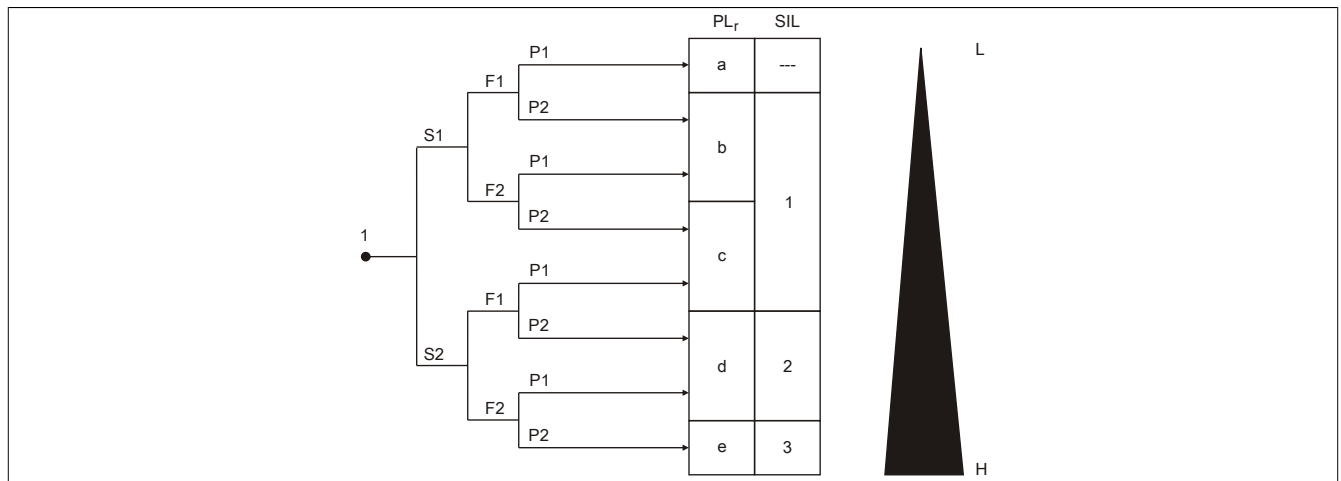 PLr SIL
L
P1 a ---
F1
P2
S1 b
P1
F2 1
P2
1 c
P1
F1
P2
S2 d 2
P1
F2
P2 e 3
H